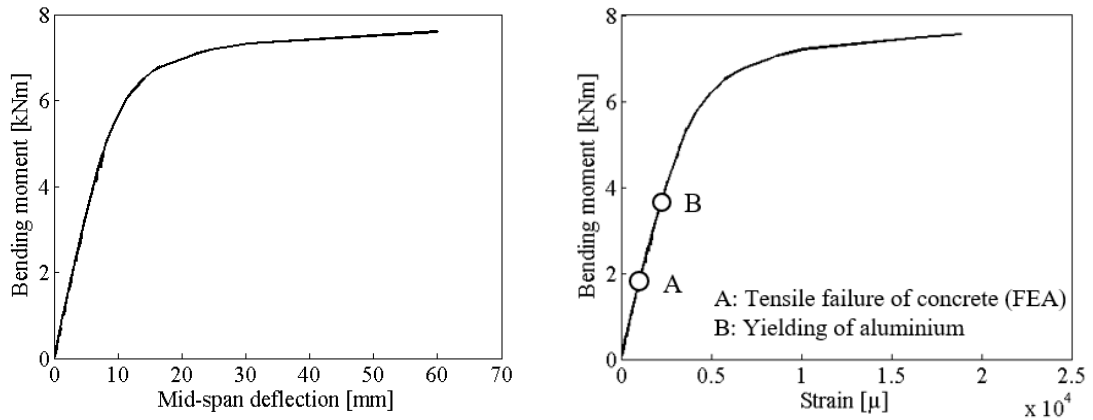 8
6
4
2
0
Bending moment [kNm]
0 10 20 30 40 50 60 70
Mid-span deflection [mm]
8
6
4
2
0
Bending moment [kNm]
B
A
A: Tensile failure of concrete (FEA)
B: Yielding of aluminium
0 0.5 1 1.5 2 2.5
Strain [µ]
x 10⁴